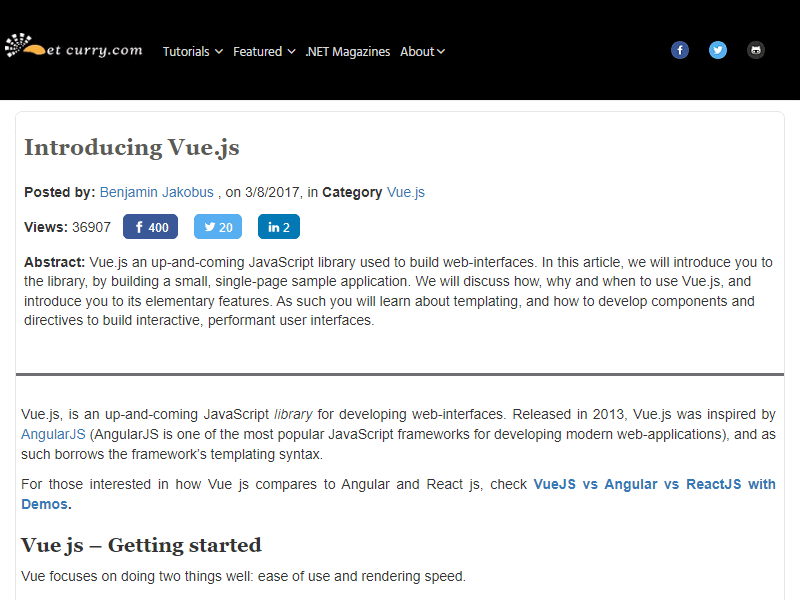 et curry.com Tutorials Featured .NET Magazines About
Introducing Vue.js
Posted by: Benjamin Jakobus , on 3/8/2017, in Category Vue.js
Views: 36907 f 400 20 in 2
Abstract: Vue.js an up-and-coming JavaScript library used to build web-interfaces. In this article, we will introduce you to
the library, by building a small, single-page sample application. We will discuss how, why and when to use Vue.js, and
introduce you to its elementary features. As such you will learn about templating, and how to develop components and
directives to build interactive, performant user interfaces.
Vue.js, is an up-and-coming JavaScript library for developing web-interfaces. Released in 2013, Vue.js was inspired by
AngularJS (AngularJS is one of the most popular JavaScript frameworks for developing modern web-applications), and as
such borrows the framework's templating syntax.
For those interested in how Vue js compares to Angular and React js, check VueJS vs Angular vs ReactJS with
Demos.
Vue js – Getting started
Vue focuses on doing two things well: ease of use and rendering speed.